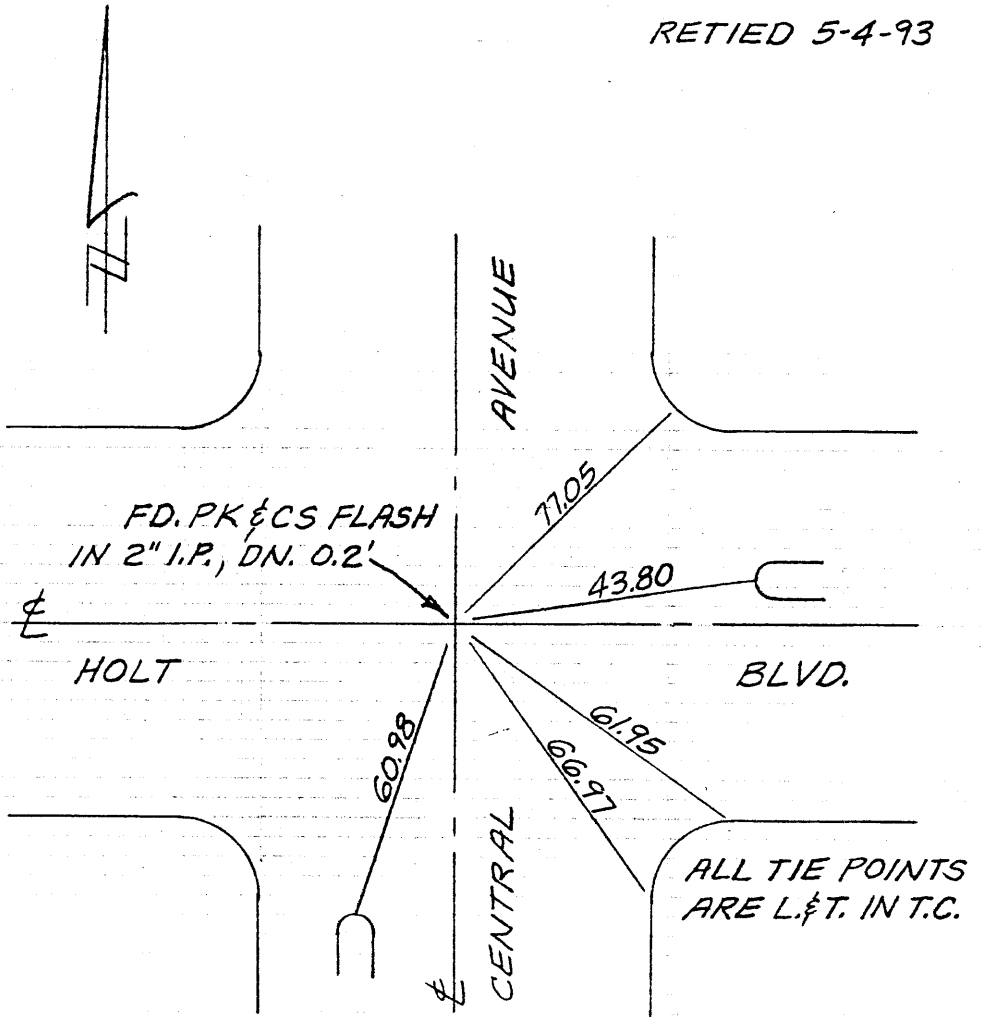 RETIED 5-4-93
AVENUE
77.05
FD. PK & CS FLASH
IN 2" I.P., DN. 0.2'
43.80
℄
HOLT
BLVD.
61.95
66.97
60.98
CENTRAL
℄
ALL TIE POINTS
ARE L.&T. IN T.C.